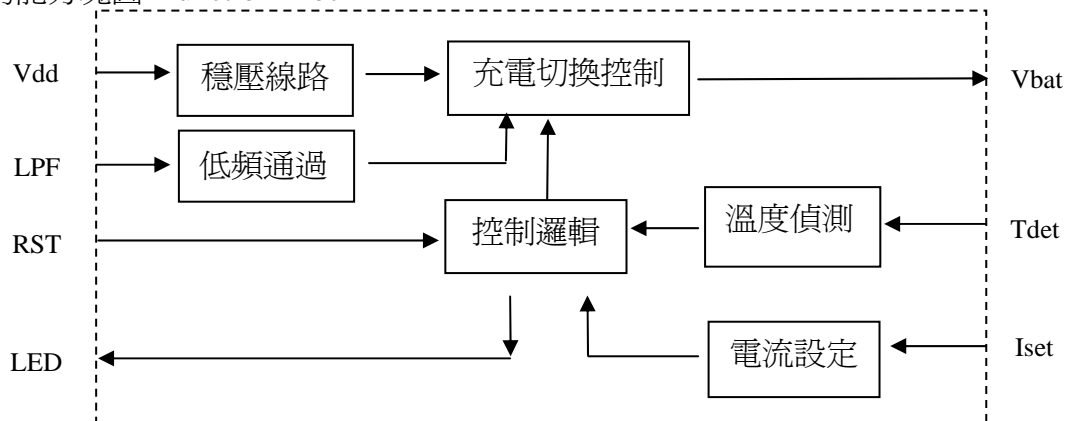 Vdd
穩壓線路
充電切換控制
Vbat
LPF
低頻通過
RST
控制邏輯
溫度偵測
Tdet
LED
電流設定
Iset